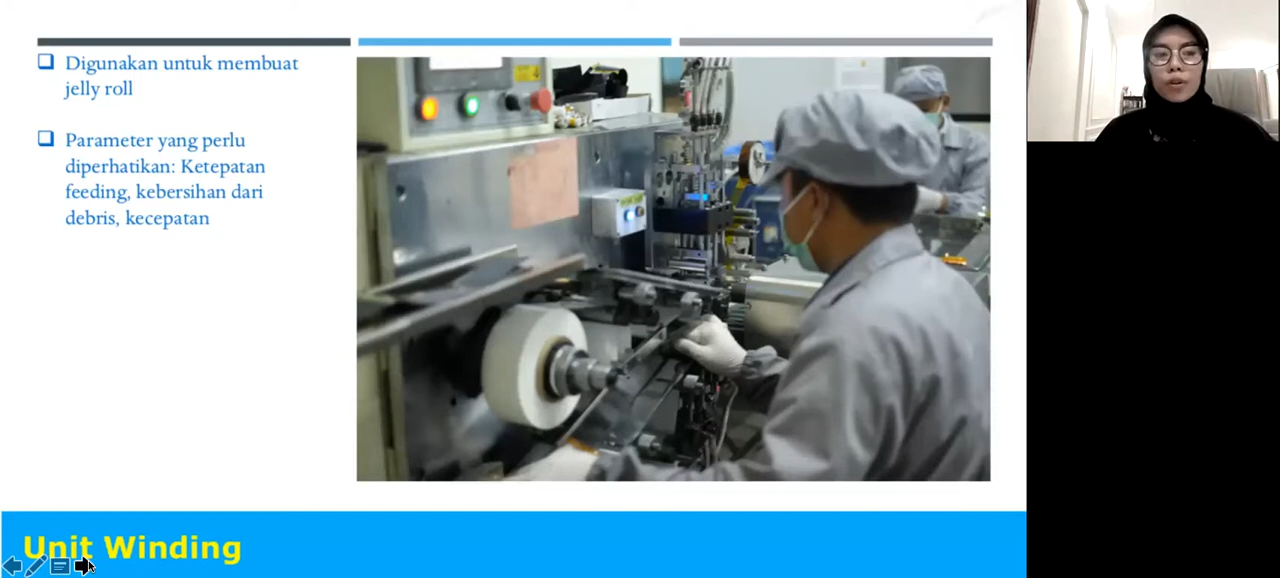 Digunakan untuk membuat
jelly roll
Parameter yang perlu
diperhatikan: Ketepatan
feeding, kebersihan dari
debris, kecepatan
Unit Winding